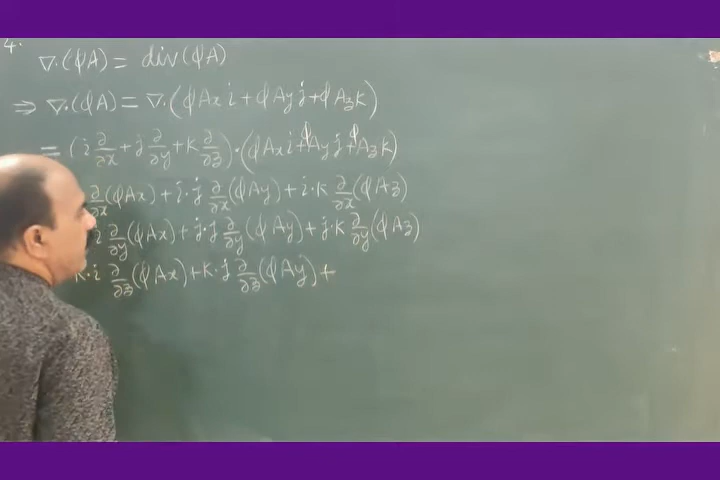 4.
∇·(φA) = div(φA)
⇒ ∇·(φA) = ∇·(φAx i + φAy j + φAz k)
= (i ∂/∂x + j ∂/∂y + k ∂/∂z)·(φAx i + φAy j + φAz k)
∂/∂x (φAx) + i·j ∂/∂x (φAy) + i·k ∂/∂x (φAz)
i ∂/∂y (φAx) + j·j ∂/∂y (φAy) + j·k ∂/∂y (φAz)
k·i ∂/∂z (φAx) + k·j ∂/∂z (φAy) +